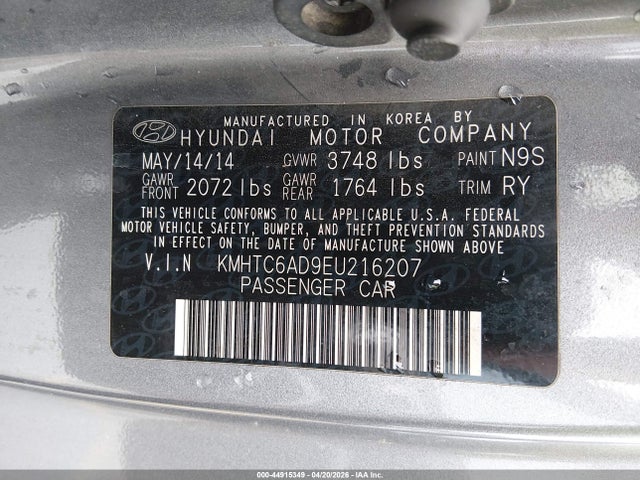 MANUFACTURED IN KOREA BY
HYUNDAI MOTOR COMPANY
MAY/14/14 GVWR 3748 lbs PAINT N9S
GAWR FRONT 2072 lbs GAWR REAR 1764 lbs TRIM RY
THIS VEHICLE CONFORMS TO ALL APPLICABLE U.S.A. FEDERAL
MOTOR VEHICLE SAFETY, BUMPER, AND THEFT PREVENTION
STANDARDS IN EFFECT ON THE DATE OF MANUFACTURE
SHOWN ABOVE.
V.I.N KMHTC6AD9EU216207
PASSENGER CAR
000-44915349 - 04/20/2026 - IAA Inc.